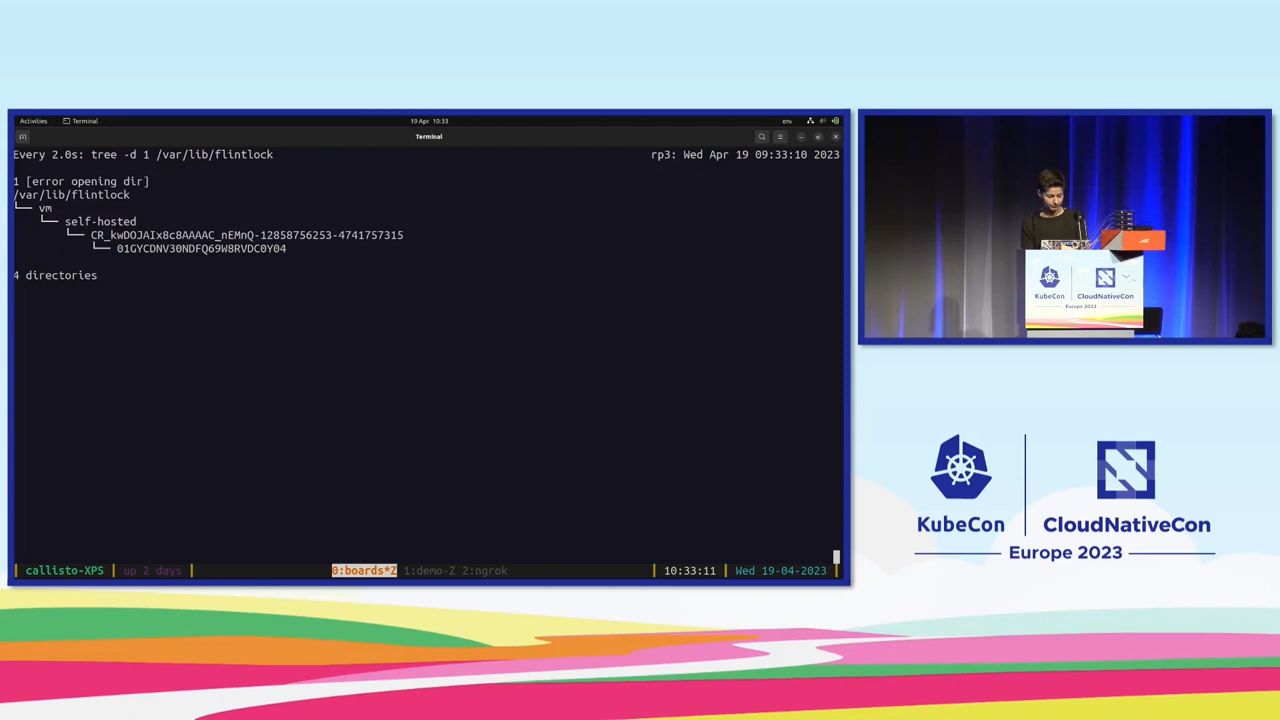 Activities
Terminal
19 Apr 10:33
en₁
Terminal
Every 2.0s: tree -d 1 /var/lib/flintlock
rp3: Wed Apr 19 09:33:10 2023
1 [error opening dir]
/var/lib/flintlock
└── vm
└── self-hosted
└── CR_kwDOJAIx8c8AAAAC_nEMnQ-12858756253-4741757315
└── 01GYCDNV30NDFQ69W8RVDC0Y04
4 directories
| callisto-XPS | up 2 days |
0:boards*Z 1:demo-Z 2:ngrok
| 10:33:11 | Wed 19-04-2023 |
KubeCon
CloudNativeCon
Europe 2023
KubeCon
CloudNativeCon
Europe 2023